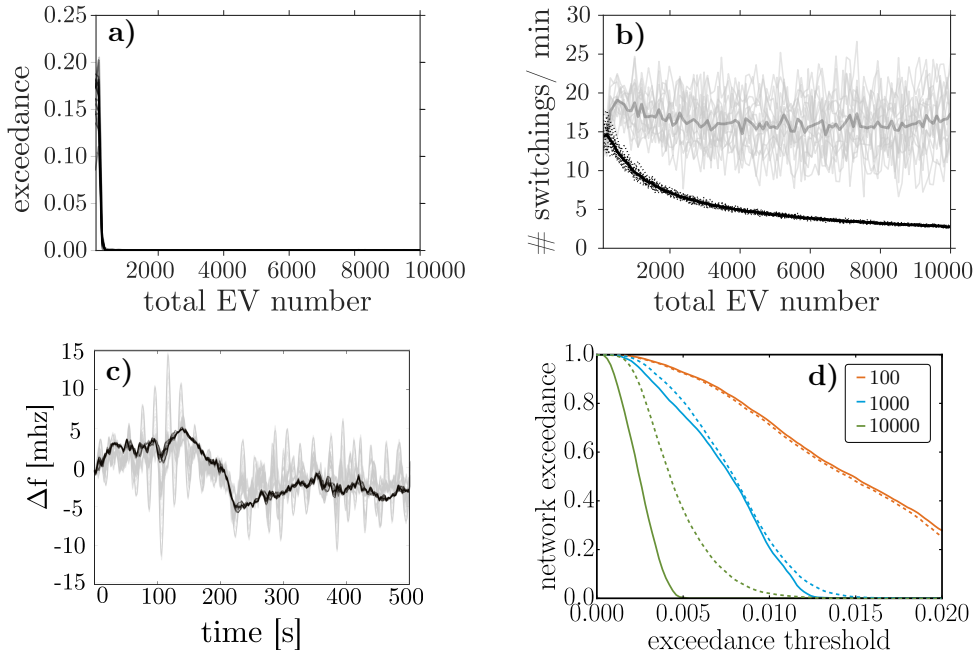 a)
0.25
0.20
0.15
0.10
0.05
0.00
exceedance
2000 4000 6000 8000 10000
total EV number
b)
30
25
20
15
10
5
0
# switchings/ min
2000 4000 6000 8000 10000
total EV number
c)
15
10
5
0
-5
-10
-15
Δf [mhz]
0 100 200 300 400 500
time [s]
d)
100
1000
10000
1.0
0.8
0.6
0.4
0.2
0.0
network exceedance
0.000 0.005 0.010 0.015 0.020
exceedance threshold